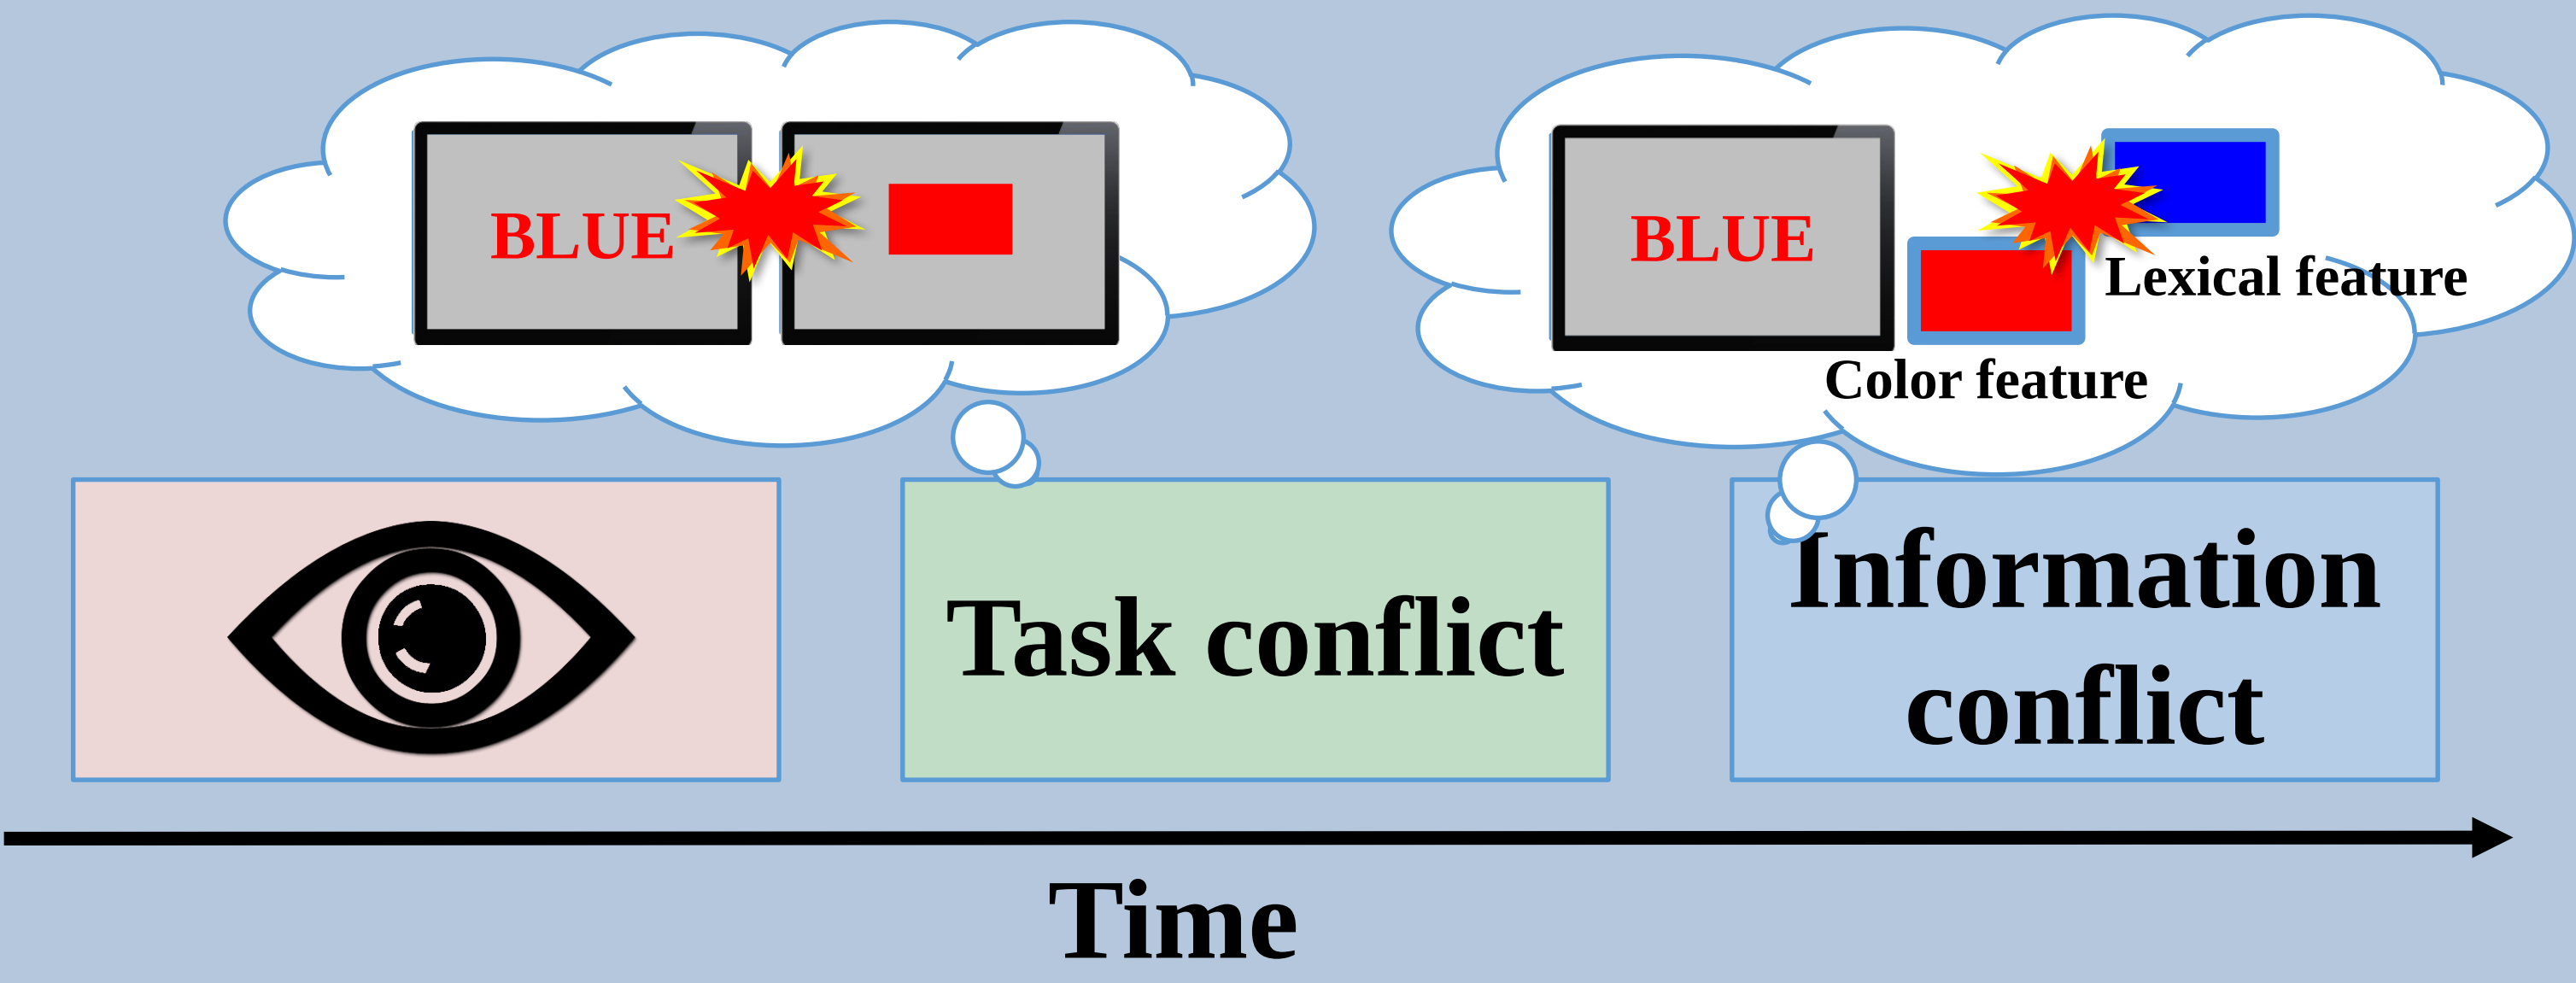 BLUE
BLUE
Lexical feature
Color feature
Task conflict
Information
conflict
Time